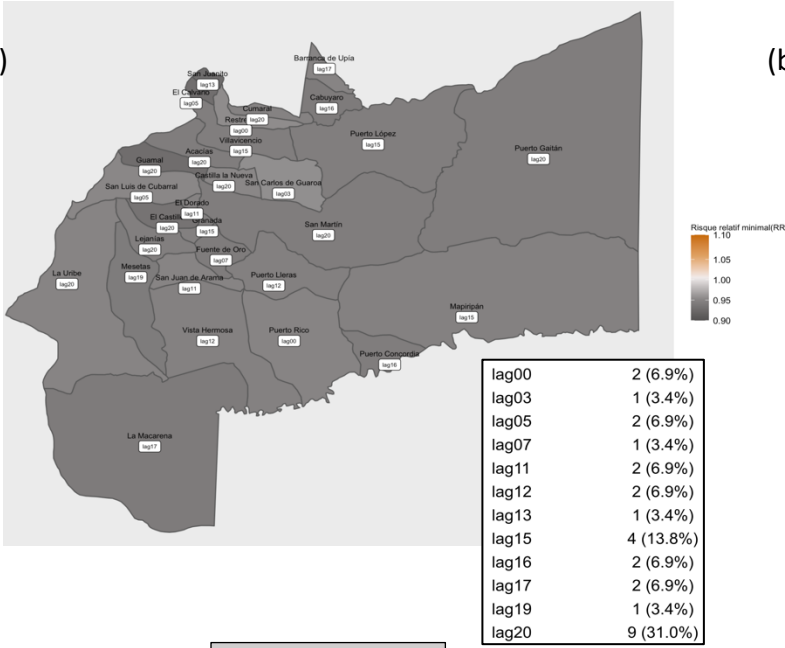 )
(b
Barranca de Upía
lag17
San Juanito
lag13
El Calvario
lag05
Cabuyaro
lag16
Cumaral
lag20
Restre
lag00
Villavicencio
lag15
Puerto López
lag15
Puerto Gaitán
lag20
Guamal
lag20
Acacías
lag20
Castilla la Nueva
lag20
San Carlos de Guaroa
lag03
San Luis de Cubarral
lag05
El Dorado
lag11
El Castill
lag20
Granada
lag15
San Martín
lag20
Lejanías
lag20
Fuente de Oro
lag07
La Uribe
lag20
Mesetas
lag19
San Juan de Arama
lag11
Puerto Lleras
lag12
Mapiripán
lag15
Vista Hermosa
lag12
Puerto Rico
lag00
Puerto Concordia
lag16
La Macarena
lag17
Risque relatif minimal(RR
1.10
1.05
1.00
0.95
0.90
lag00 2 (6.9%)
lag03 1 (3.4%)
lag05 2 (6.9%)
lag07 1 (3.4%)
lag11 2 (6.9%)
lag12 2 (6.9%)
lag13 1 (3.4%)
lag15 4 (13.8%)
lag16 2 (6.9%)
lag17 2 (6.9%)
lag19 1 (3.4%)
lag20 9 (31.0%)